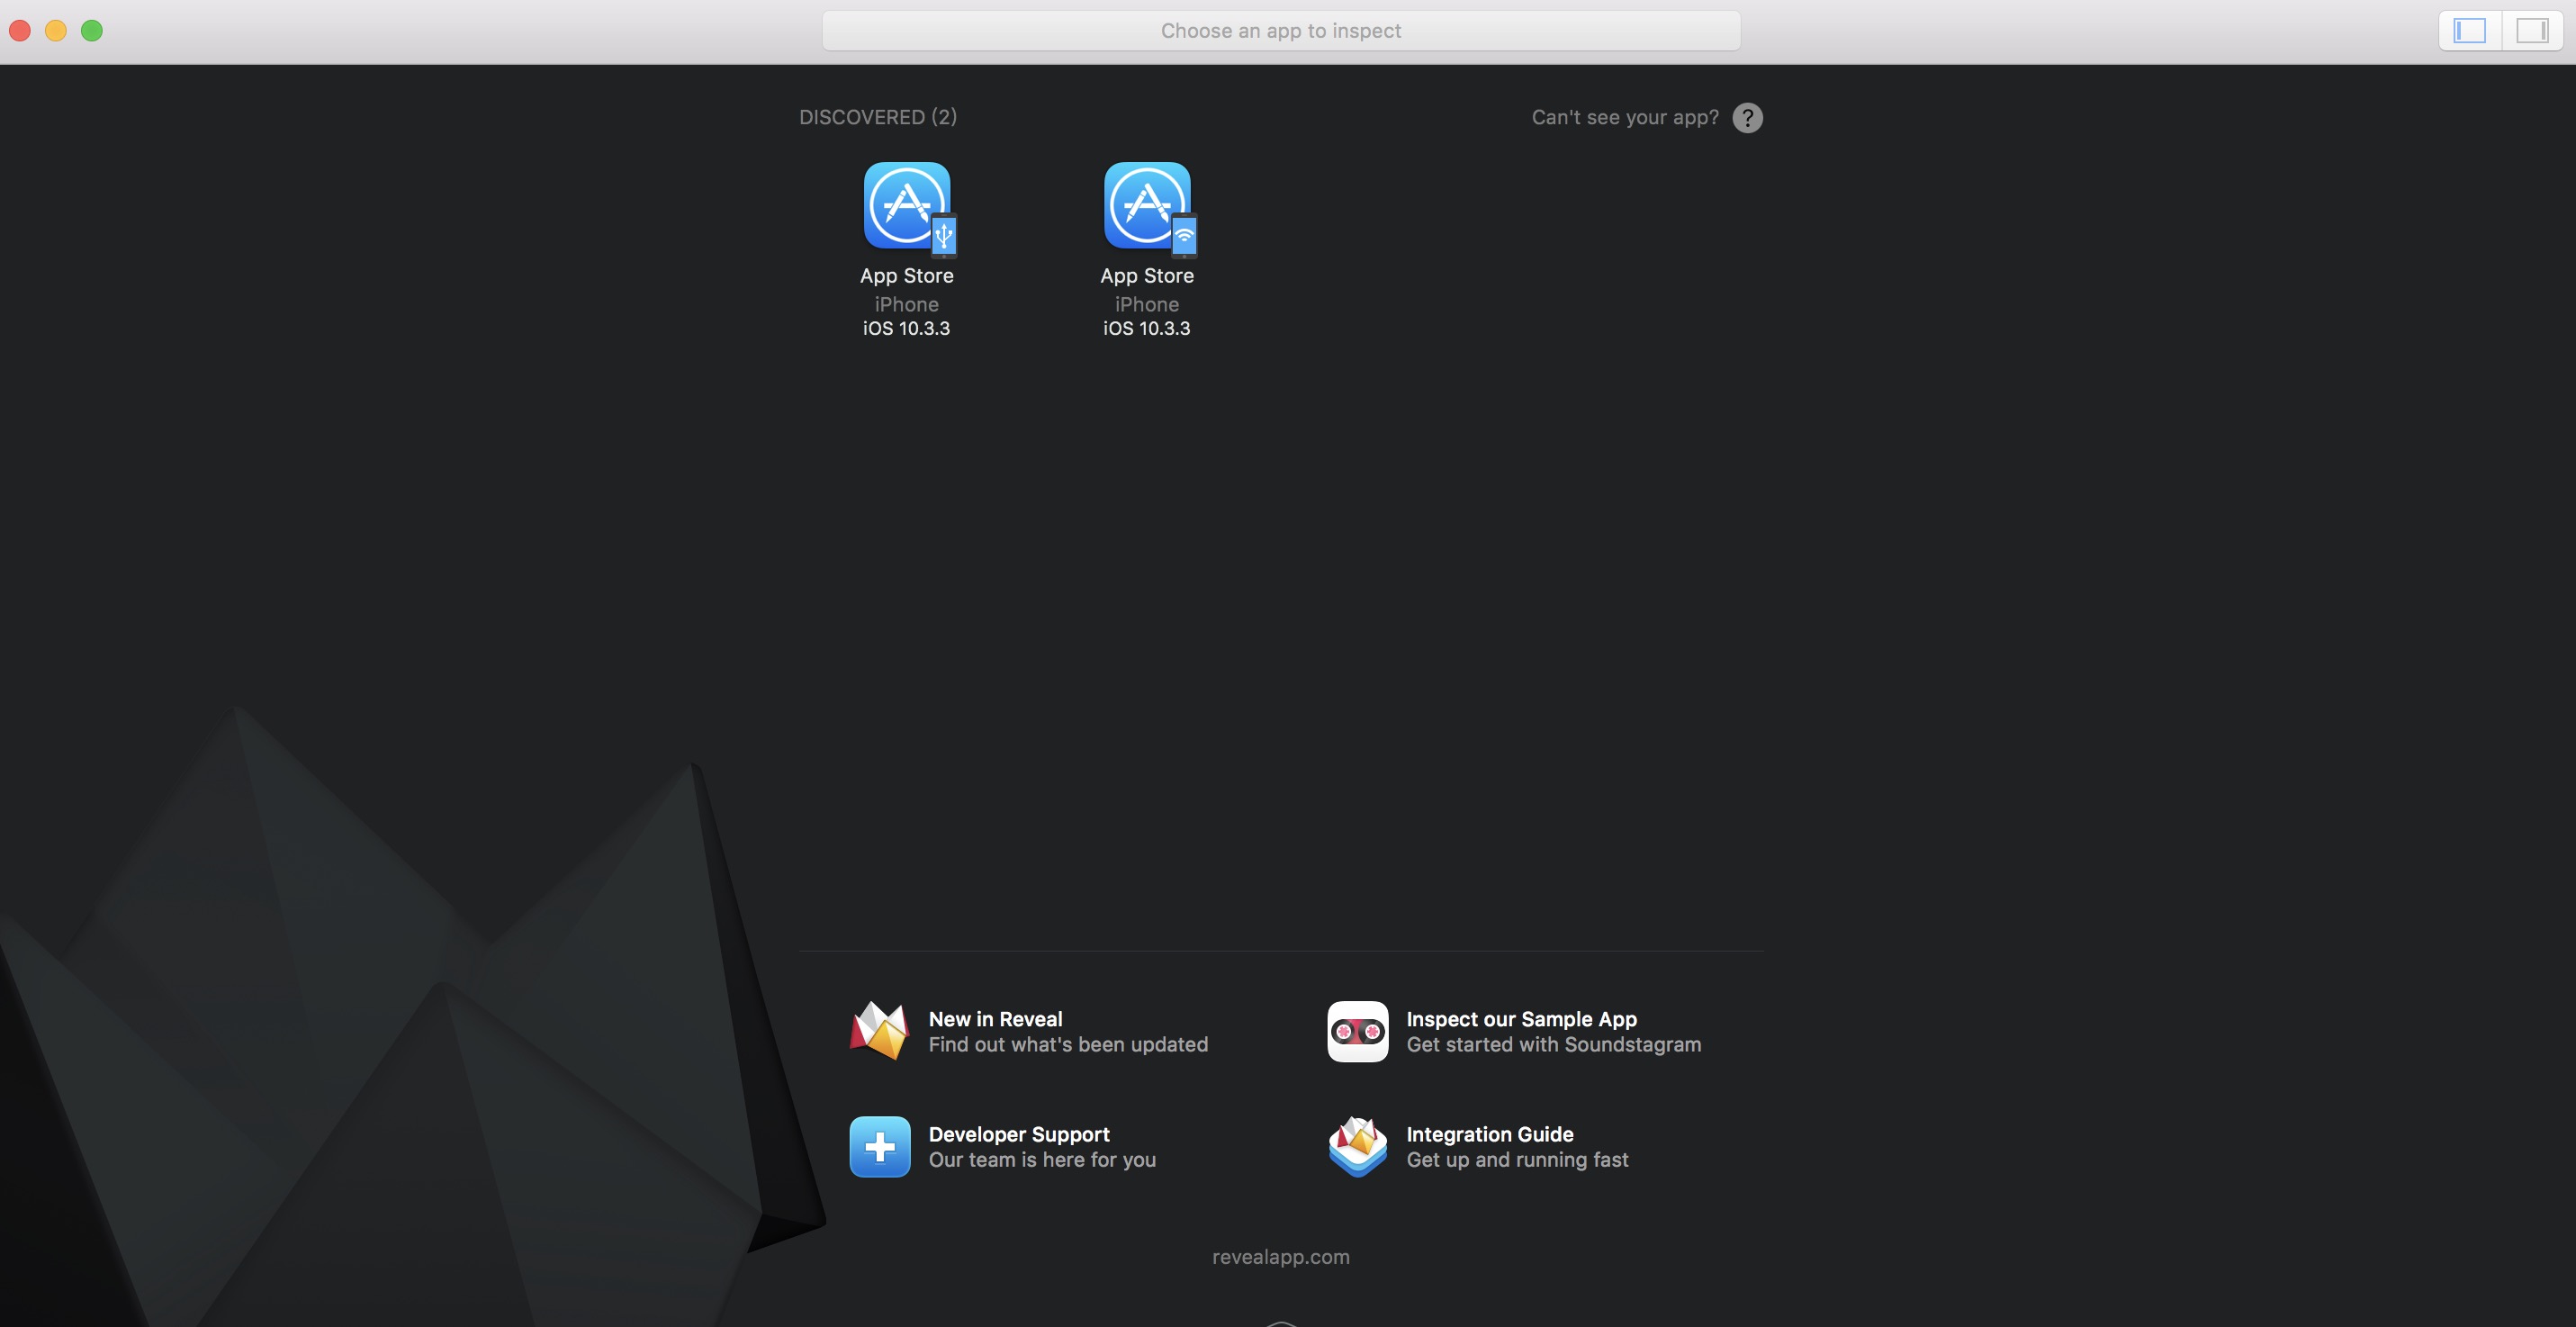 Choose an app to inspect
DISCOVERED (2)
Can't see your app? ?
App Store
iPhone
iOS 10.3.3
App Store
iPhone
iOS 10.3.3
New in Reveal
Find out what's been updated
Inspect our Sample App
Get started with Soundstagram
Developer Support
Our team is here for you
Integration Guide
Get up and running fast
revealapp.com